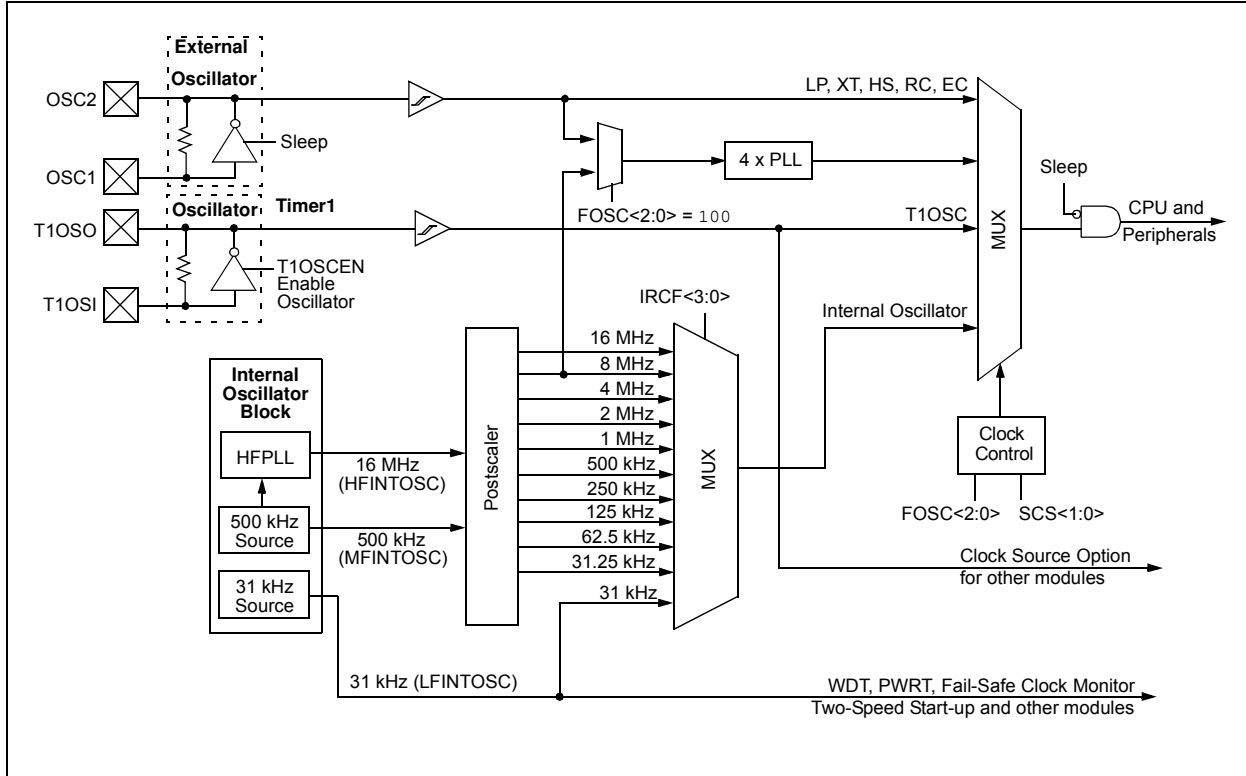 External
Oscillator
OSC2
Sleep
OSC1
LP, XT, HS, RC, EC
4 x PLL
FOSC<2:0> = 100
Sleep
CPU and
Peripherals
MUX
Oscillator
Timer1
T1OSO
T1OSCEN
Enable
Oscillator
T1OSI
T1OSC
IRCF<3:0>
Internal Oscillator
Internal
Oscillator
Block
HFPLL
500 kHz
Source
31 kHz
Source
16 MHz
(HFINTOSC)
500 kHz
(MFINTOSC)
Postscaler
16 MHz
8 MHz
4 MHz
2 MHz
1 MHz
500 kHz
250 kHz
125 kHz
62.5 kHz
31.25 kHz
31 kHz
MUX
Clock
Control
FOSC<2:0>
SCS<1:0>
Clock Source Option
for other modules
31 kHz (LFINTOSC)
WDT, PWRT, Fail-Safe Clock Monitor
Two-Speed Start-up and other modules